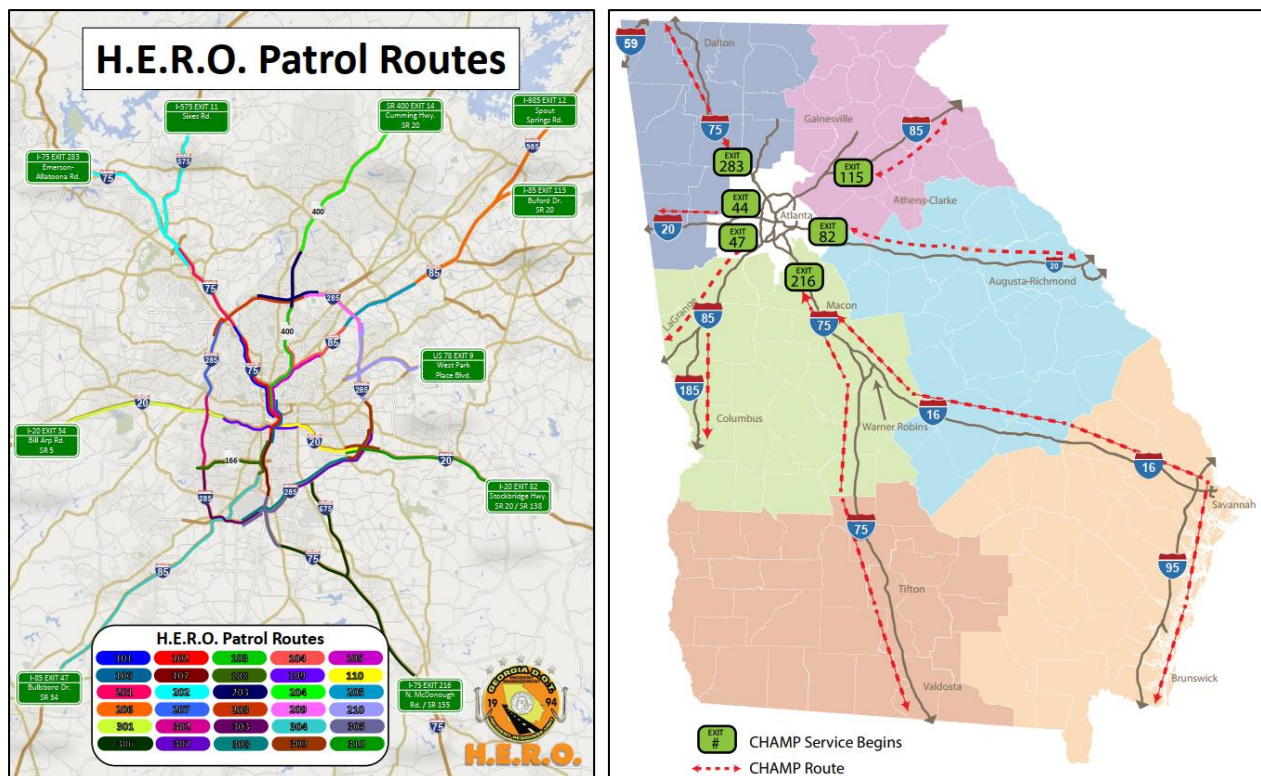 H.E.R.O. Patrol Routes
I-575 EXIT 11
Sixes Rd.
SR 400 EXIT 14
Cumming Hwy.
SR 20
I-985 EXIT 12
Spout
Springs Rd.
I-75 EXIT 283
Emerson-
Allatoona Rd.
I-85 EXIT 115
Buford Dr.
SR 20
75
575
985
400
85
75
285
400
85
285
75
US 78 EXIT 9
West Park
Place Blvd.
285
20
I-20 EXIT 34
Bill Arp Rd.
SR 5
20
166
20
285
285
675
I-20 EXIT 82
Stockbridge Hwy.
SR 20 / SR 138
85
75
I-85 EXIT 47
Bullsboro Dr.
SR 34
I-75 EXIT 216
N. McDonough
Rd. / SR 155
75
H.E.R.O. Patrol Routes
101 102 103 104 105
106 107 108 109 110
201 202 203 204 205
206 207 208 209 210
301 302 303 304 305
306 307 308 309 310
GEORGIA D.O.T.
INCIDENT
MANAGEMENT
19 94
H.E.R.O.
59
Dalton
75
Gainesville
85
EXIT
283
EXIT
115
EXIT
44
Athens-Clarke
Atlanta
20
EXIT
47
EXIT
82
20
Augusta-Richmond
EXIT
216
LaGrange
85
Macon
75
185
Columbus
16
Warner Robins
16
Savannah
75
95
Tifton
Valdosta
Brunswick
EXIT
#
CHAMP Service Begins
CHAMP Route